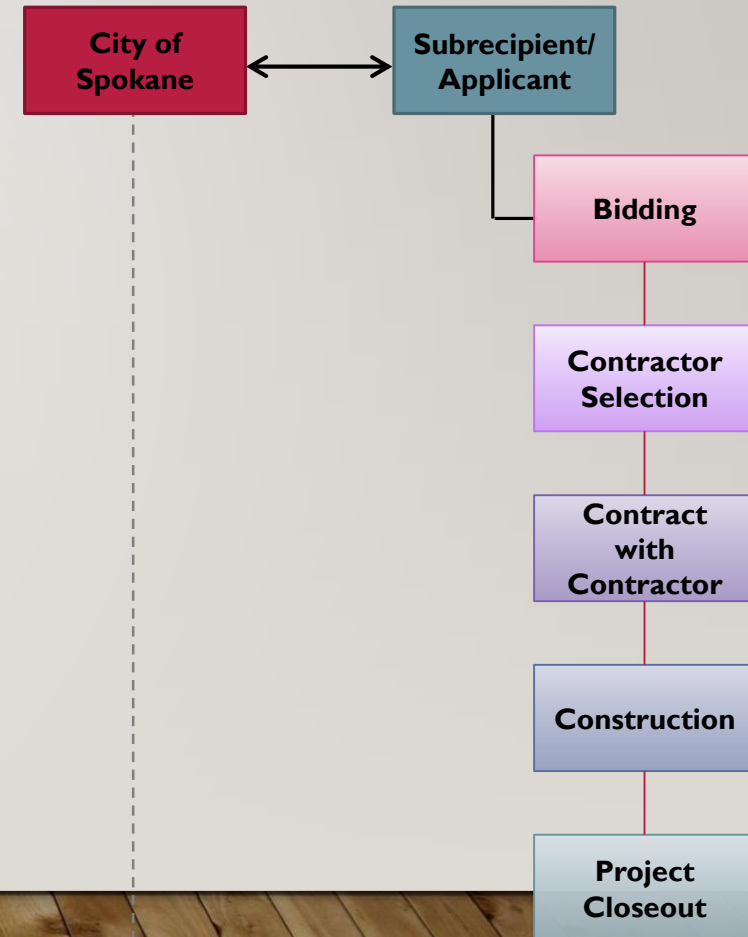 City of
Spokane
Subrecipient/
Applicant
Bidding
Contractor
Selection
Contract
with
Contractor
Construction
Project
Closeout